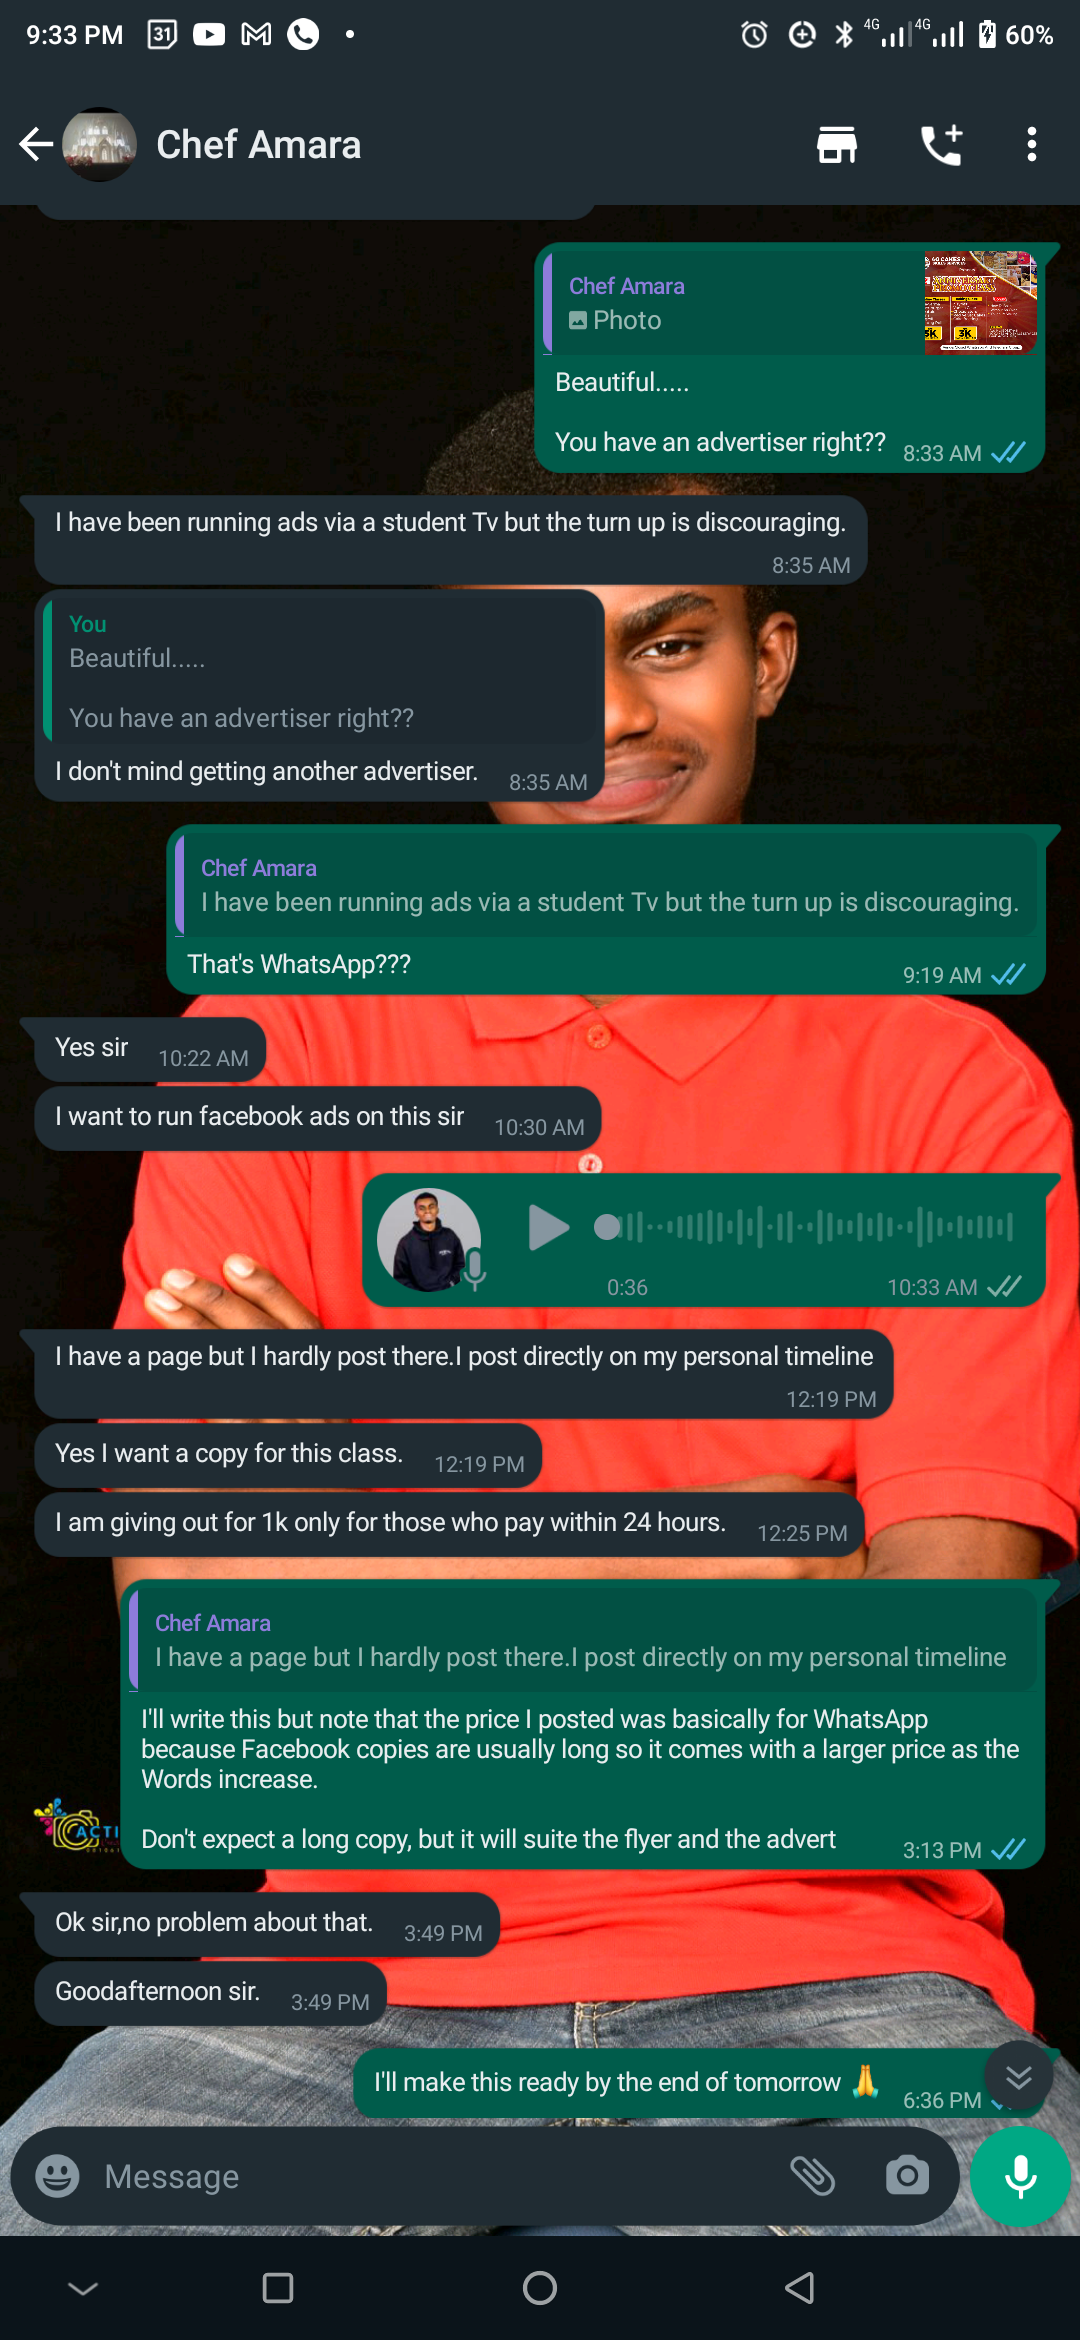 9:33 PM 31 4G 4G 60%
Chef Amara
Chef Amara
Photo
5K 3K
Beautiful.....
You have an advertiser right?? 8:33 AM
I have been running ads via a student Tv but the turn up is discouraging.
8:35 AM
You
Beautiful.....
You have an advertiser right??
I don't mind getting another advertiser. 8:35 AM
Chef Amara
I have been running ads via a student Tv but the turn up is discouraging.
That's WhatsApp??? 9:19 AM
Yes sir 10:22 AM
I want to run facebook ads on this sir 10:30 AM
0:36 10:33 AM
I have a page but I hardly post there.I post directly on my personal timeline
12:19 PM
Yes I want a copy for this class. 12:19 PM
I am giving out for 1k only for those who pay within 24 hours. 12:25 PM
Chef Amara
I have a page but I hardly post there.I post directly on my personal timeline
I'll write this but note that the price I posted was basically for WhatsApp
because Facebook copies are usually long so it comes with a larger price as the
Words increase.
Don't expect a long copy, but it will suite the flyer and the advert 3:13 PM
ACTI
Ok sir,no problem about that. 3:49 PM
Goodafternoon sir. 3:49 PM
I'll make this ready by the end of tomorrow 🙏 6:36 PM
Message